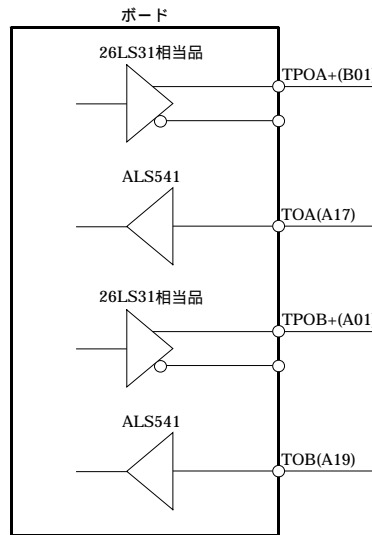 ボード
26LS31相当品
TPOA+(B01)
ALS541
TOA(A17)
26LS31相当品
TPOB+(A01)
ALS541
TOB(A19)